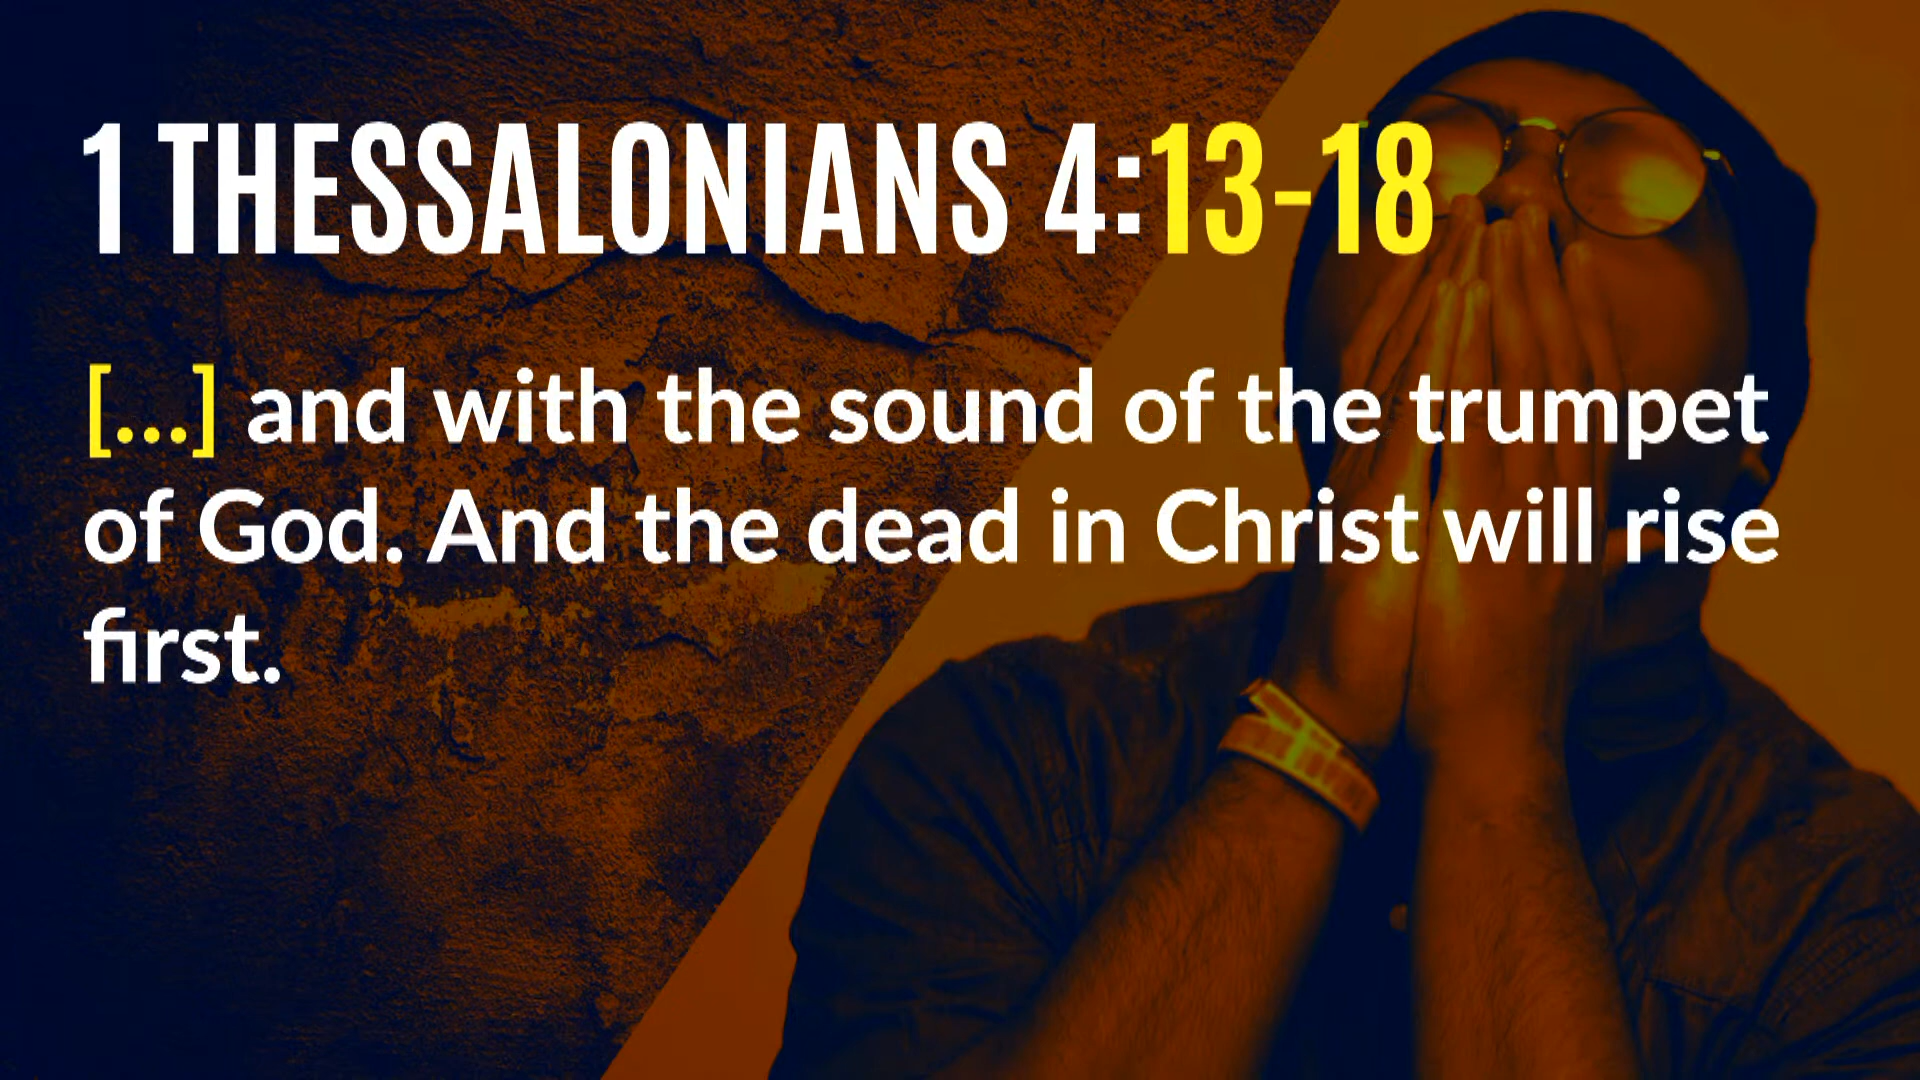 1 THESSALONIANS 4:13-18
[...] and with the sound of the trumpet
of God. And the dead in Christ will rise
first.